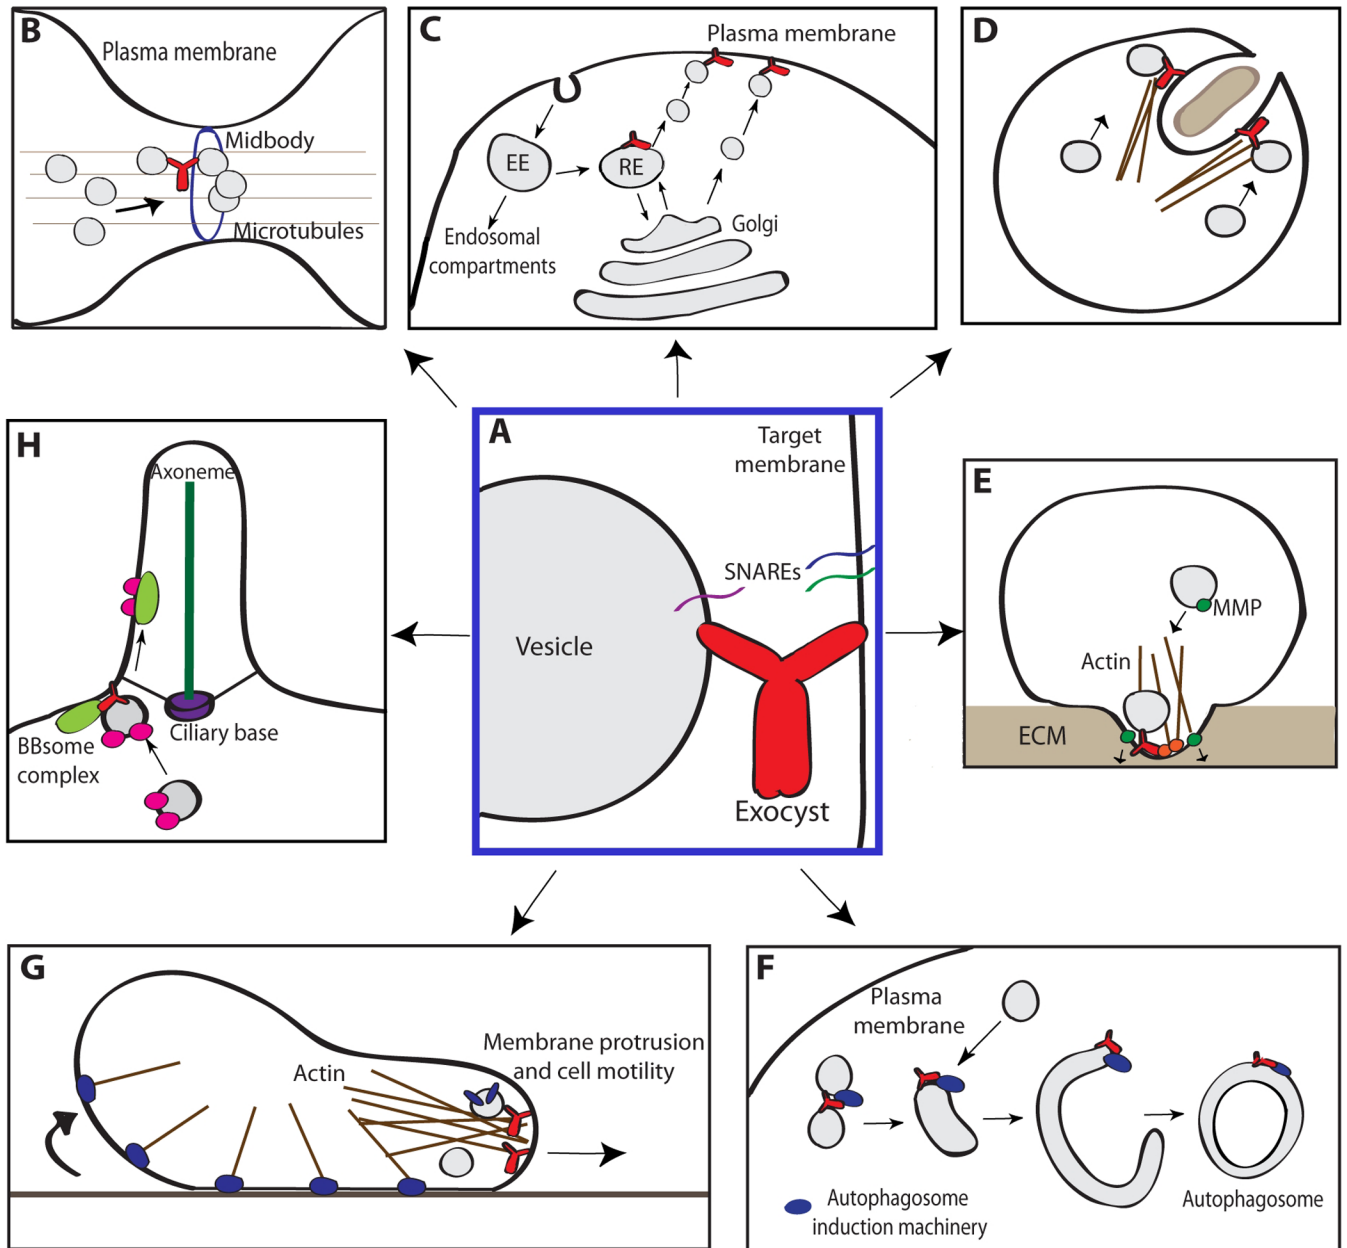 B
Plasma membrane
Midbody
Microtubules
C
Plasma membrane
EE
RE
Golgi
Endosomal
compartments
D
H
Axoneme
BBsome
complex
Ciliary base
A
Target
membrane
SNAREs
Vesicle
Exocyst
E
MMP
Actin
ECM
G
Membrane protrusion
and cell motility
Actin
F
Plasma
membrane
Autophagosome
induction machinery
Autophagosome